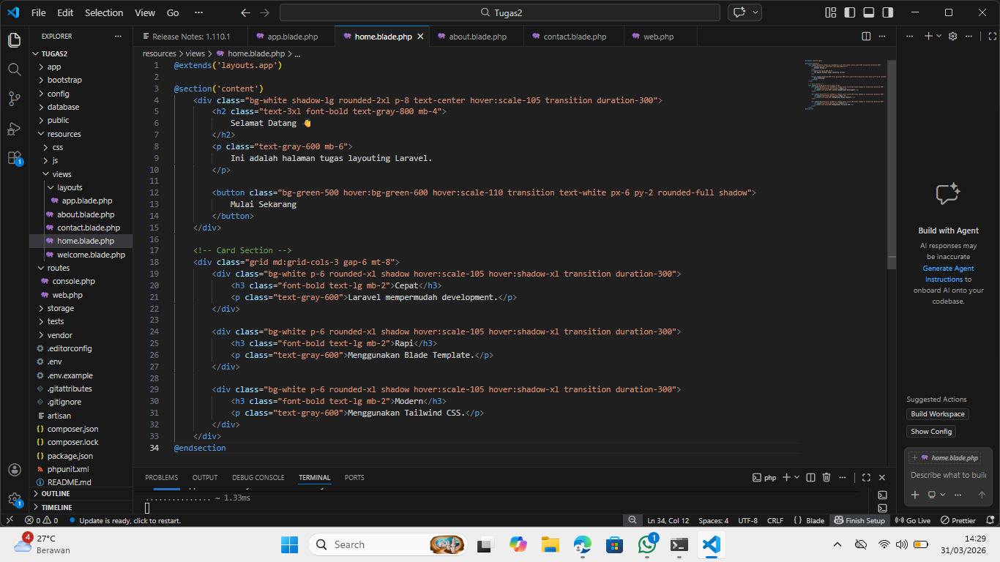 File Edit Selection View Go ··· Tugas2
EXPLORER ···
TUGAS2
app
bootstrap
config
database
public
resources
css
js
views
layouts
app.blade.php
about.blade.php
contact.blade.php
home.blade.php
welcome.blade.php
routes
console.php
web.php
storage
tests
vendor
.editorconfig
.env
.env.example
.gitattributes
.gitignore
artisan
composer.json
composer.lock
package.json
phpunit.xml
README.md
OUTLINE
TIMELINE
Release Notes: 1.110.1 app.blade.php home.blade.php about.blade.php contact.blade.php web.php
resources > views > home.blade.php > ...
1 @extends('layouts.app')
2
3 @section('content')
4 <div class="bg-white shadow-lg rounded-2xl p-8 text-center hover:scale-105 transition duration-300">
5 <h2 class="text-3xl font-bold text-gray-800 mb-4">
6 Selamat Datang 👋
7 </h2>
8 <p class="text-gray-600 mb-6">
9 Ini adalah halaman tugas layouting Laravel.
10 </p>
11
12 <button class="bg-green-500 hover:bg-green-600 hover:scale-110 transition text-white px-6 py-2 rounded-full shadow">
13 Mulai Sekarang
14 </button>
15 </div>
16
17 <!-- Card Section -->
18 <div class="grid md:grid-cols-3 gap-6 mt-8">
19 <div class="bg-white p-6 rounded-xl shadow hover:scale-105 hover:shadow-xl transition duration-300">
20 <h3 class="font-bold text-lg mb-2">Cepat</h3>
21 <p class="text-gray-600">Laravel mempermudah development.</p>
22 </div>
23
24 <div class="bg-white p-6 rounded-xl shadow hover:scale-105 hover:shadow-xl transition duration-300">
25 <h3 class="font-bold text-lg mb-2">Rapi</h3>
26 <p class="text-gray-600">Menggunakan Blade Template.</p>
27 </div>
28
29 <div class="bg-white p-6 rounded-xl shadow hover:scale-105 hover:shadow-xl transition duration-300">
30 <h3 class="font-bold text-lg mb-2">Modern</h3>
31 <p class="text-gray-600">Menggunakan Tailwind CSS.</p>
32 </div>
33 </div>
34 @endsection
PROBLEMS OUTPUT DEBUG CONSOLE TERMINAL PORTS
php
............... ~ 1.33ms
Build with Agent
AI responses may
be inaccurate
Generate Agent
Instructions to
onboard AI onto your
codebase.
Suggested Actions
Build Workspace
Show Config
+ home.blade.php
Describe what to buil
0 0 Update is ready, click to restart.
Ln 34, Col 12 Spaces: 4 UTF-8 CRLF { } Blade Finish Setup Go Live Prettier
4 27°C
Berawan
Search
1
14:29
31/03/2026